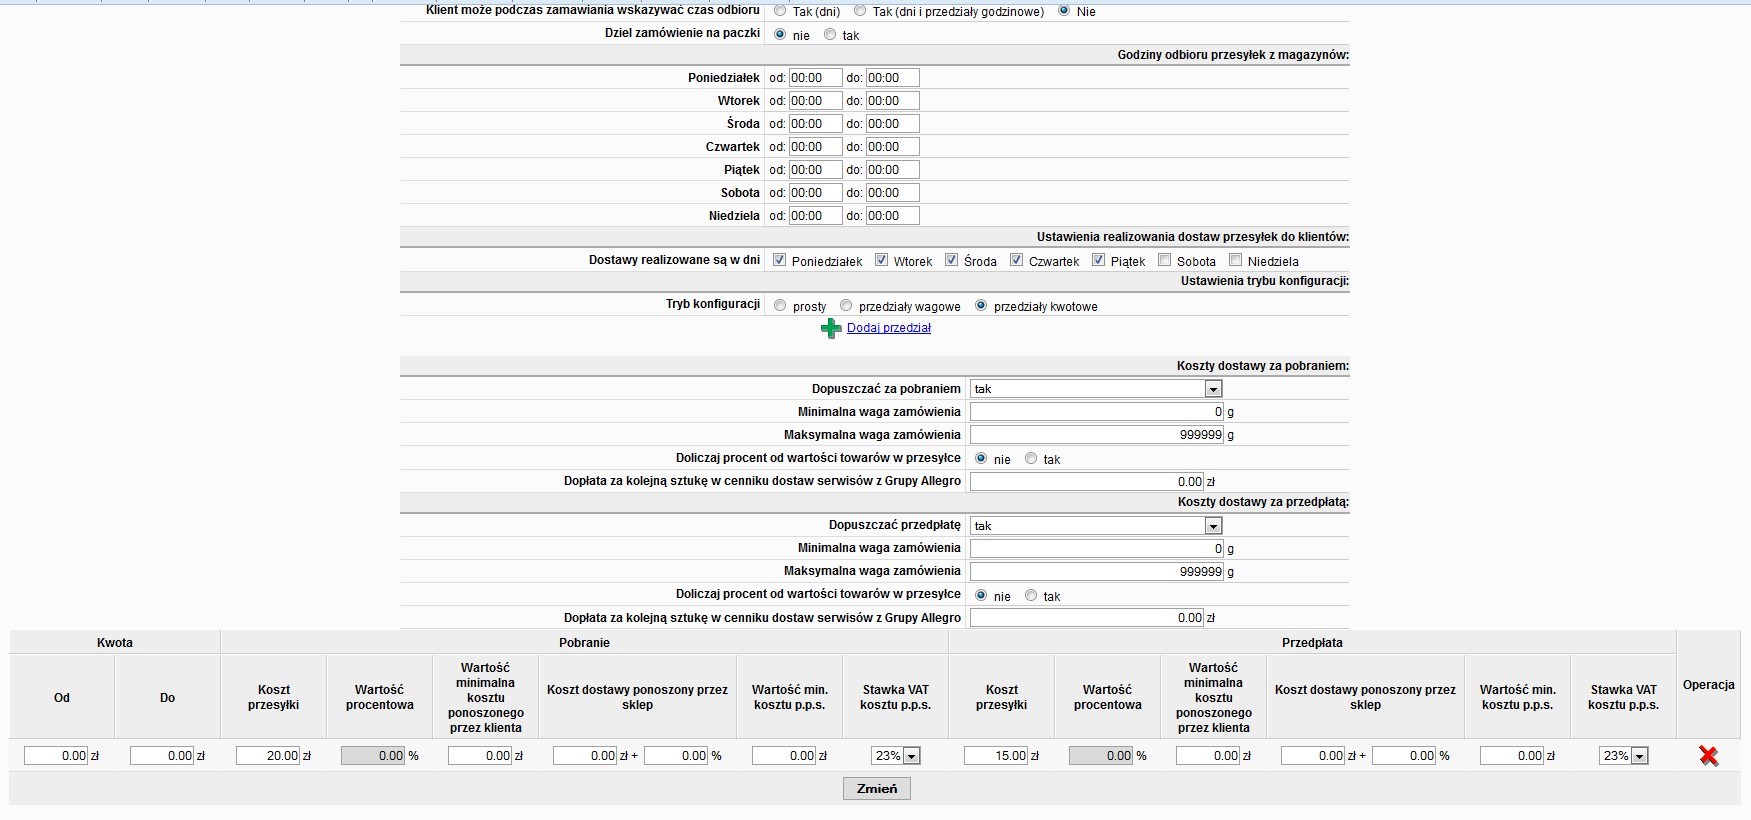 Klient może podczas zamawiania wskazywać czas odbioru Tak (dni) Tak (dni i przedziały godzinowe) Nie
Dziel zamówienie na paczki nie tak
Godziny odbioru przesyłek z magazynów:
Poniedziałek od: 00:00 do: 00:00
Wtorek od: 00:00 do: 00:00
Środa od: 00:00 do: 00:00
Czwartek od: 00:00 do: 00:00
Piątek od: 00:00 do: 00:00
Sobota od: 00:00 do: 00:00
Niedziela od: 00:00 do: 00:00
Ustawienia realizowania dostaw przesyłek do klientów:
Dostawy realizowane są w dni Poniedziałek Wtorek Środa Czwartek Piątek Sobota Niedziela
Ustawienia trybu konfiguracji:
Tryb konfiguracji prosty przedziały wagowe przedziały kwotowe
Dodaj przedział
Koszty dostawy za pobraniem:
Dopuszczać za pobraniem tak
Minimalna waga zamówienia 0 g
Maksymalna waga zamówienia 999999 g
Doliczaj procent od wartości towarów w przesyłce nie tak
Dopłata za kolejną sztukę w cenniku dostaw serwisów z Grupy Allegro 0.00 zł
Koszty dostawy za przedpłatą:
Dopuszczać przedpłatę tak
Minimalna waga zamówienia 0 g
Maksymalna waga zamówienia 999999 g
Doliczaj procent od wartości towarów w przesyłce nie tak
Dopłata za kolejną sztukę w cenniku dostaw serwisów z Grupy Allegro 0.00 zł
Kwota Pobranie Przedpłata Operacja
Od
Do
Koszt
przesyłki
Wartość
procentowa
Wartość
minimalna
kosztu
ponoszonego
przez klienta
Koszt dostawy ponoszony przez
sklep
Wartość min.
kosztu p.p.s.
Stawka VAT
kosztu p.p.s.
Koszt
przesyłki
Wartość
procentowa
Wartość
minimalna
kosztu
ponoszonego
przez klienta
Koszt dostawy ponoszony przez
sklep
Wartość min.
kosztu p.p.s.
Stawka VAT
kosztu p.p.s.
0.00 zł 0.00 zł 20.00 zł 0.00 % 0.00 zł 0.00 zł + 0.00 % 0.00 zł 23% 15.00 zł 0.00 % 0.00 zł 0.00 zł + 0.00 % 0.00 zł 23%
Zmień